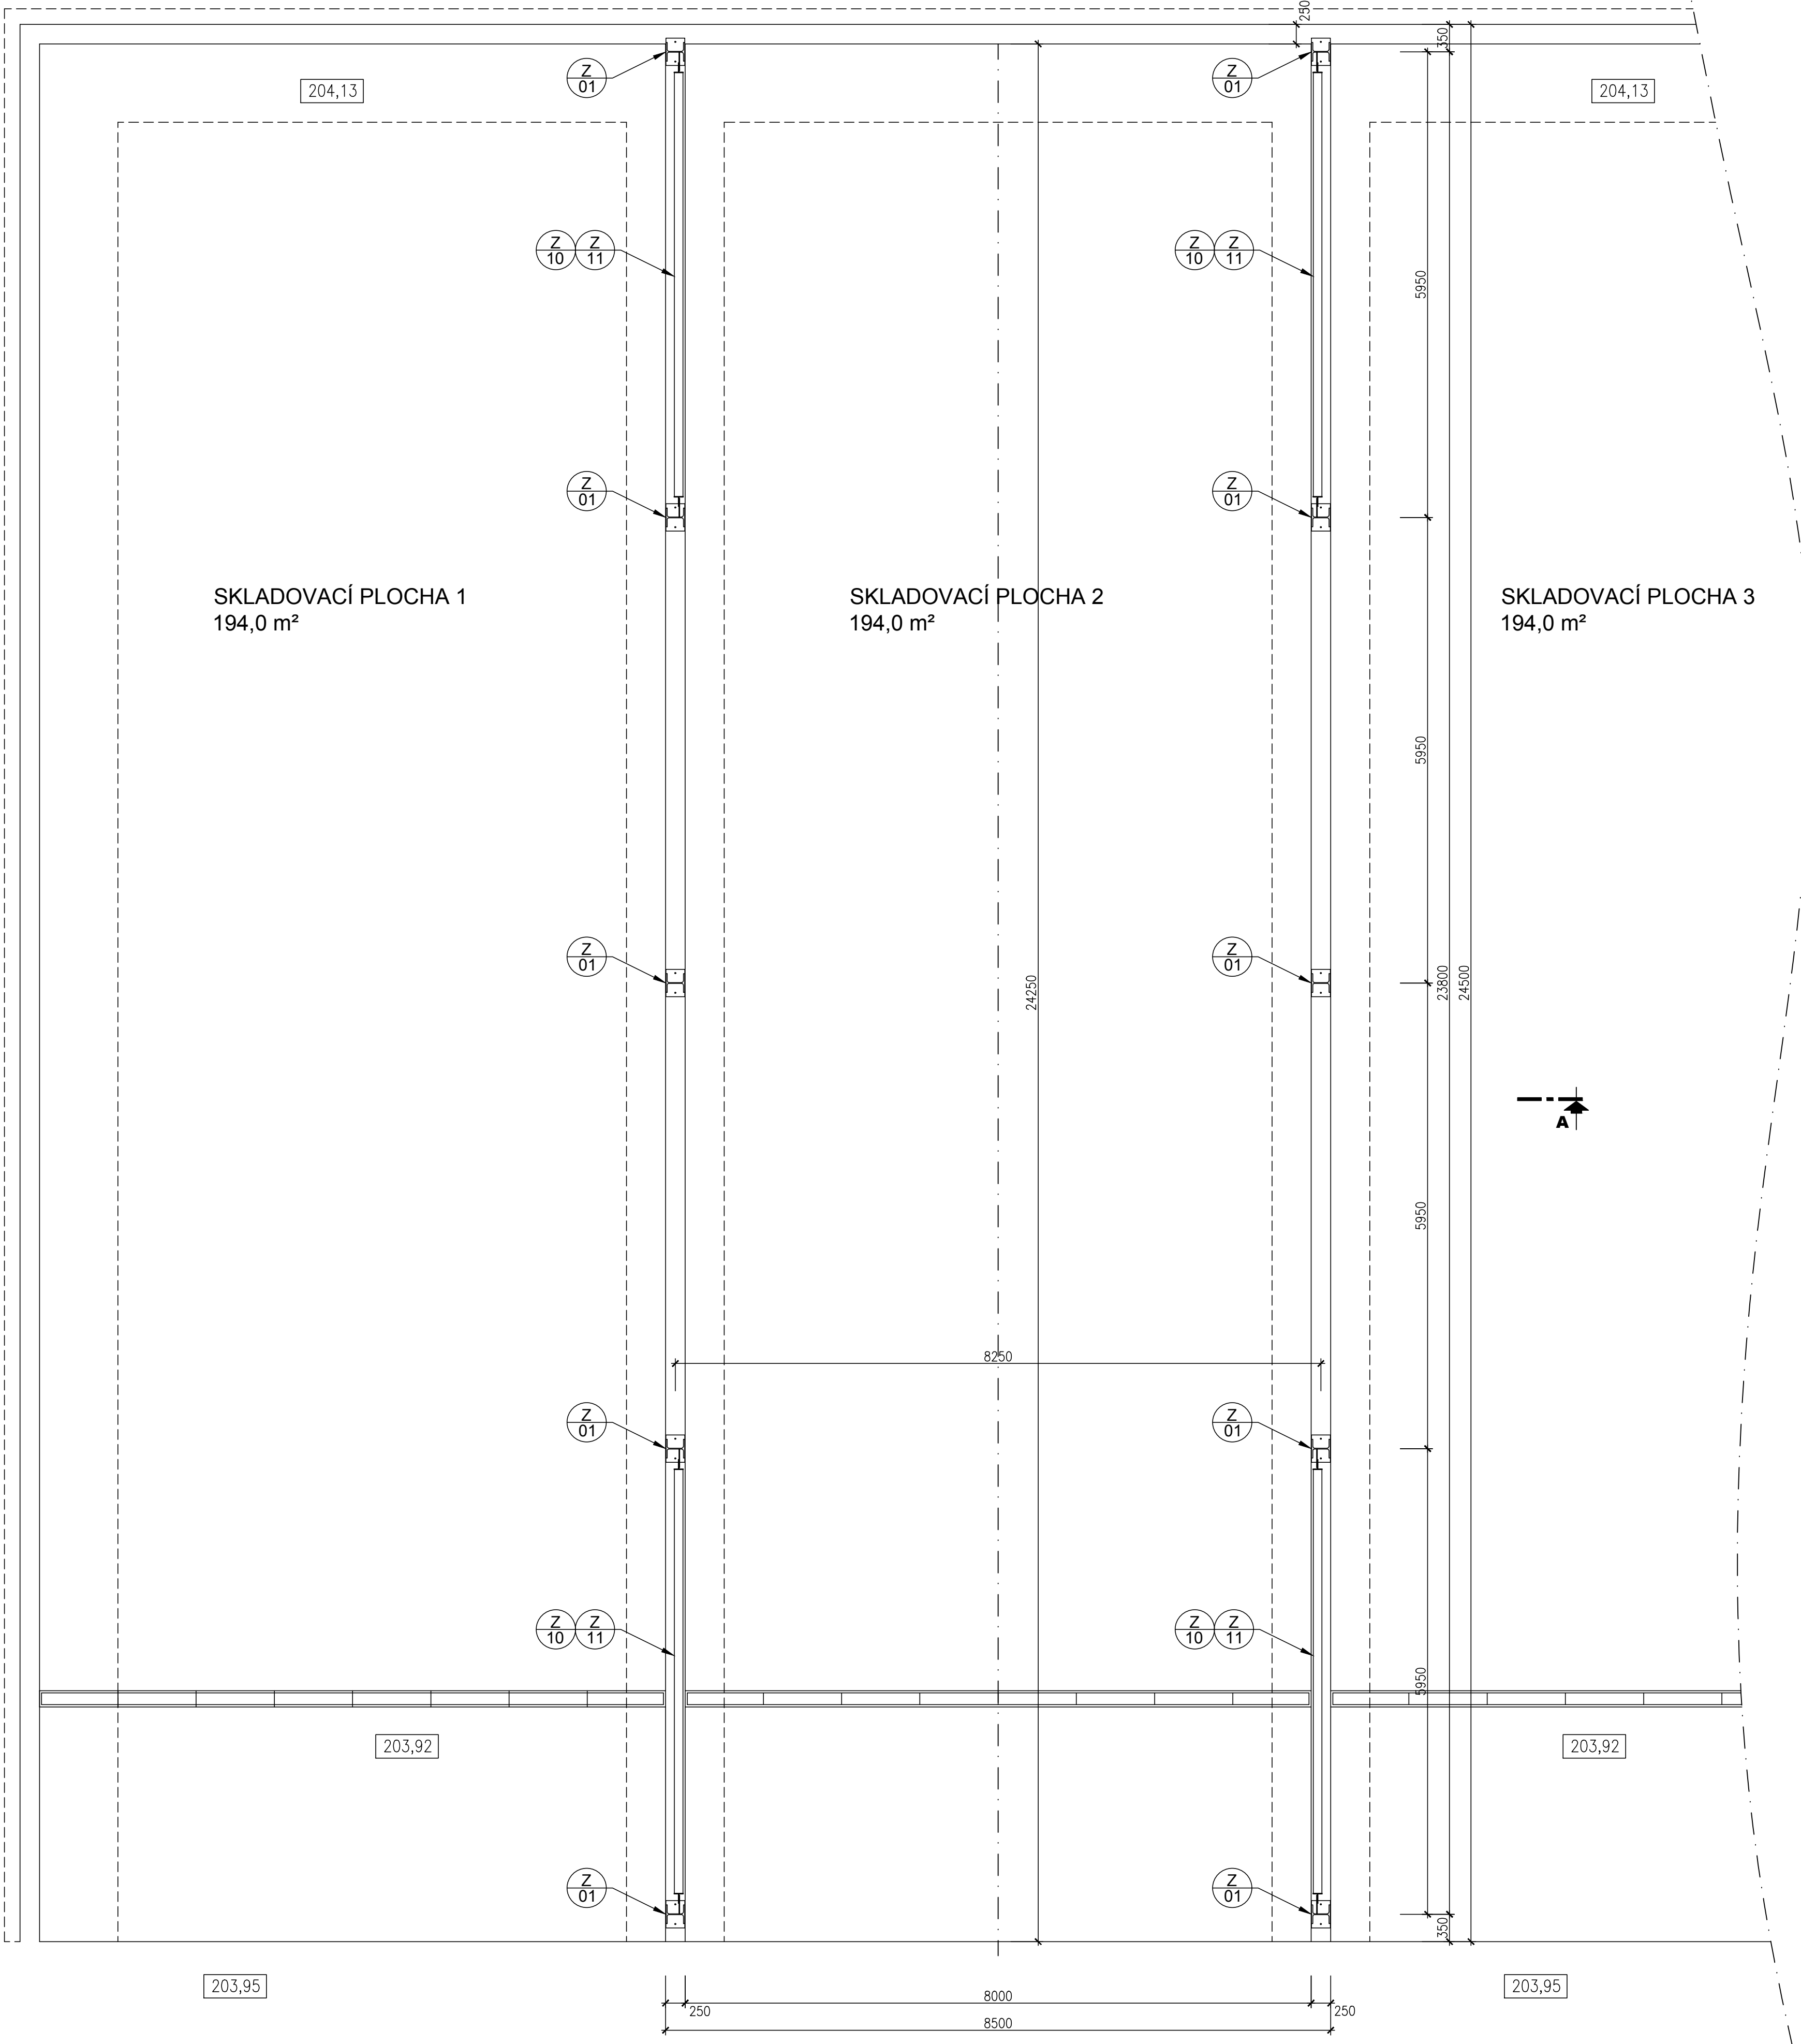 250
350
Z
01
Z
01
204,13
204,13
Z
10
Z
11
Z
10
Z
11
5950
Z
01
Z
01
SKLADOVACÍ PLOCHA 1
194,0 m²
SKLADOVACÍ PLOCHA 2
194,0 m²
SKLADOVACÍ PLOCHA 3
194,0 m²
5950
Z
01
Z
01
24250
23800
24500
A
5950
8250
Z
01
Z
01
Z
10
Z
11
Z
10
Z
11
5950
203,92
203,92
Z
01
Z
01
350
203,95
203,95
8000
250
250
8500